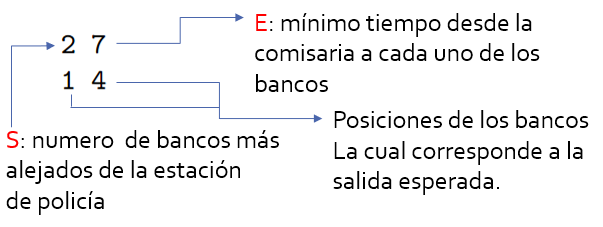 2 7
1 4
E: mínimo tiempo desde la
comisaria a cada uno de los
bancos
Posiciones de los bancos
La cual corresponde a la
salida esperada.
S: numero de bancos más
alejados de la estación
de policía